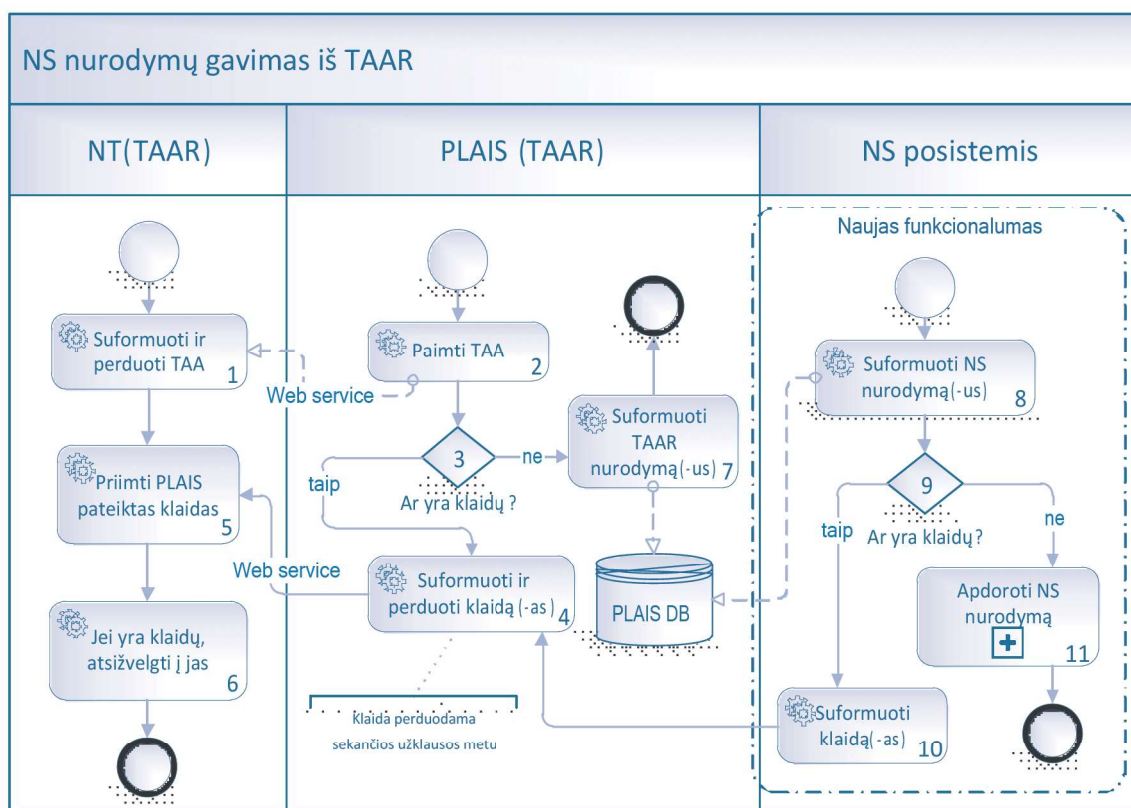 NS nurodymų gavimas iš TAAR
NT(TAAR)
PLAIS (TAAR)
NS posistemis
Suformuoti ir
perduoti TAA
1
Priimti PLAIS
pateiktas klaidas
5
Jei yra klaidų,
atsižvelgti į jas
6
Web service
Web service
Paimti TAA
2
3
Ar yra klaidų ?
taip
ne
Suformuoti
TAAR
nurodymą(-us)
7
Suformuoti ir
perduoti klaidą (-as)
4
PLAIS DB
Klaida perduodama
sekančios užklausos metu
Naujas funkcionalumas
Suformuoti NS
nurodymą(-us)
8
9
Ar yra klaidų?
taip
ne
Apdoroti NS
nurodymą
11
Suformuoti
klaidą(-as)
10